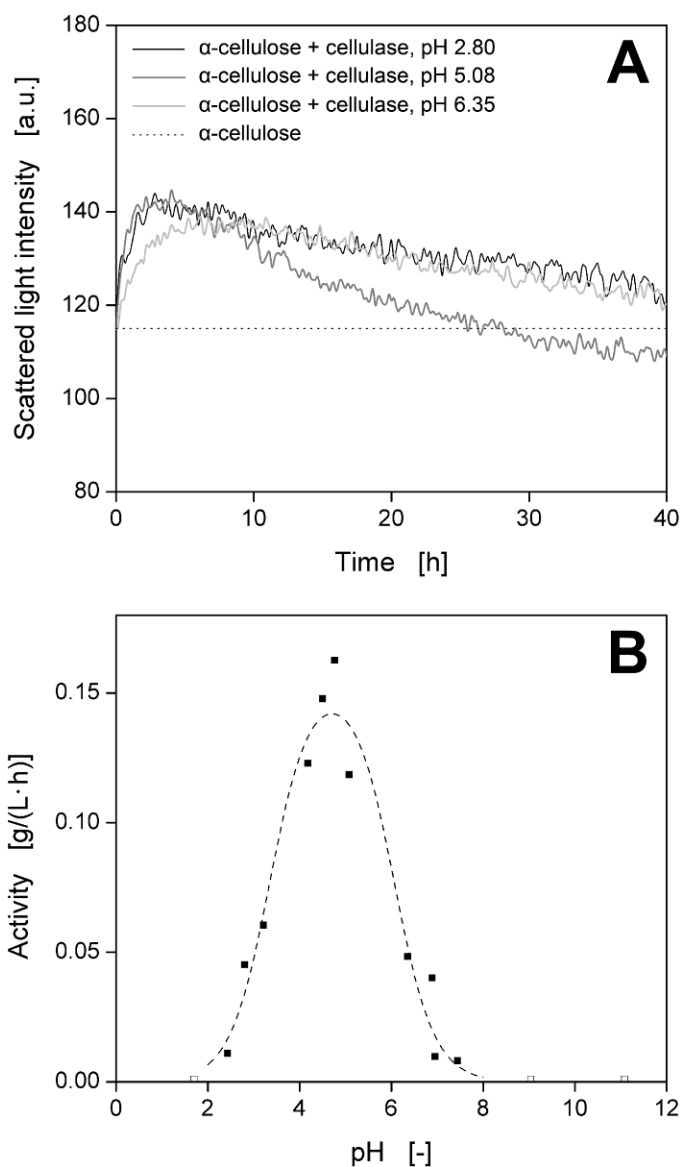 A
α-cellulose + cellulase, pH 2.80
α-cellulose + cellulase, pH 5.08
α-cellulose + cellulase, pH 6.35
α-cellulose
Scattered light intensity [a.u.]
180
160
140
120
100
80
0 10 20 30 40
Time [h]
B
Activity [g/(L·h)]
0.15
0.10
0.05
0.00
0 2 4 6 8 10 12
pH [-]